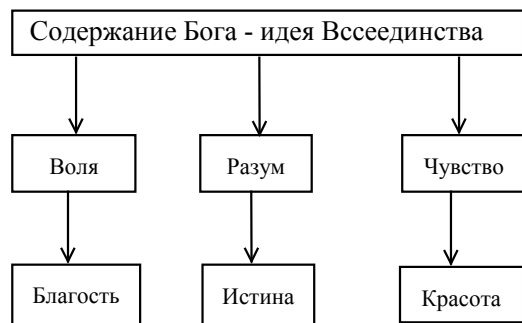 Содержание Бога - идея Вссеединства
Воля
Разум
Чувство
Благость
Истина
Красота